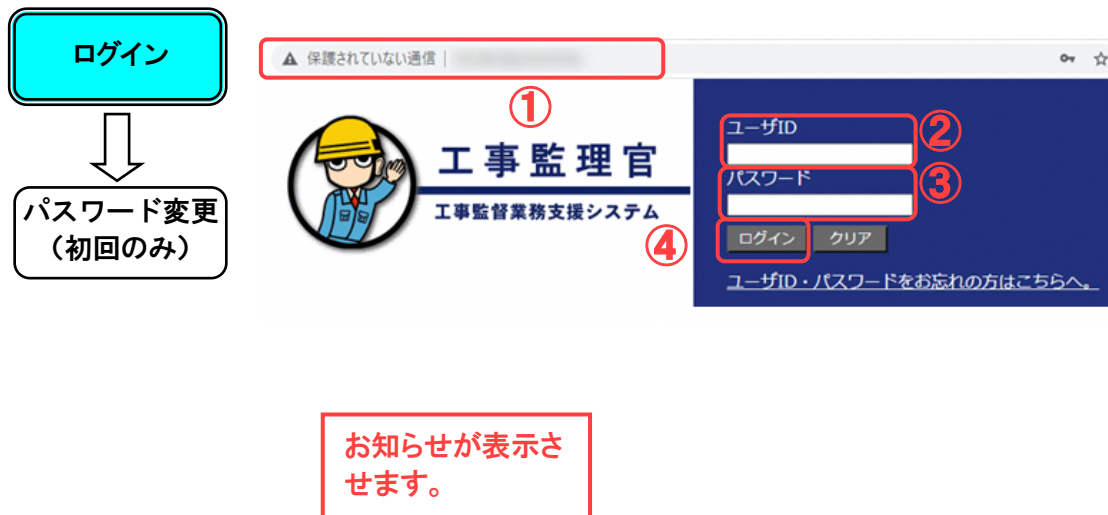 ログイン
パスワード変更
（初回のみ）
保護されていない通信
①
工事監理官
工事監督業務支援システム
ユーザID
②
パスワード
③
④
ログイン
クリア
ユーザID・パスワードをお忘れの方はこちらへ。
お知らせが表示さ
せます。